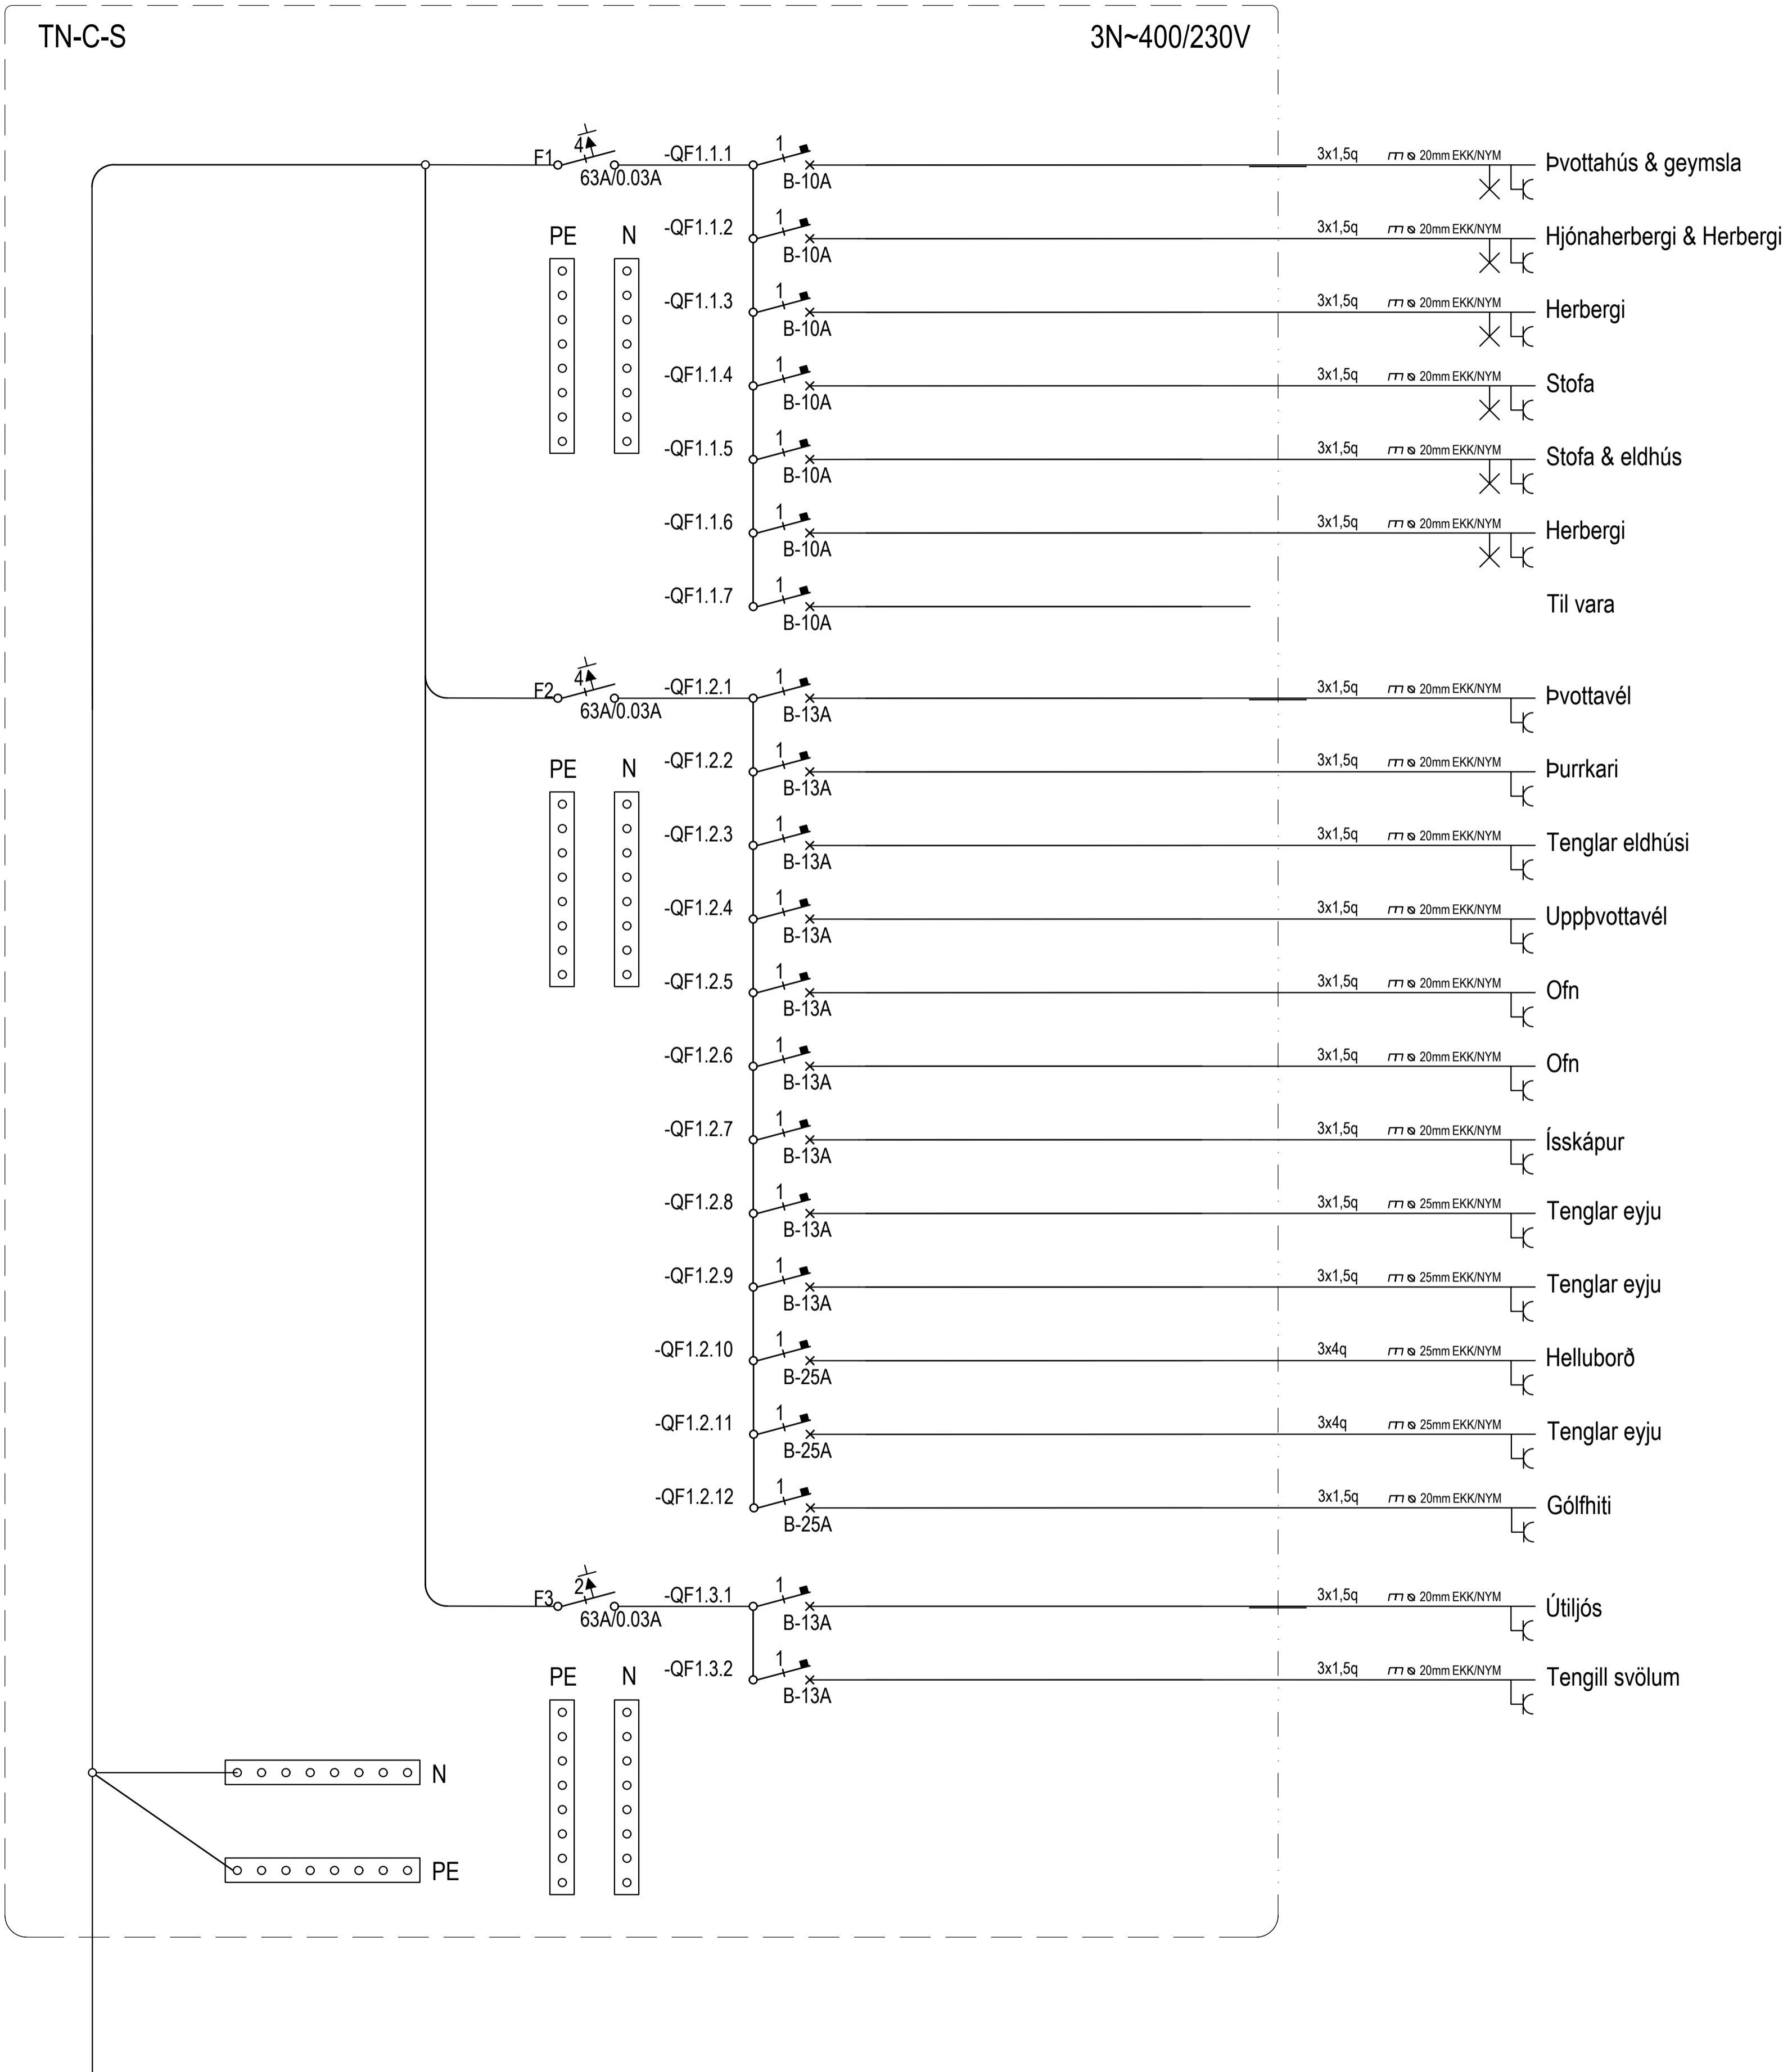 TN-C-S 3N~400/230V
F1 4 63A/0.03A -QF1.1.1 1 B-10A 3x1,5q 20mm EKK/NYM Þvottahús & geymsla
PE N
-QF1.1.2 1 B-10A 3x1,5q 20mm EKK/NYM Hjónaherbergi & Herbergi
-QF1.1.3 1 B-10A 3x1,5q 20mm EKK/NYM Herbergi
-QF1.1.4 1 B-10A 3x1,5q 20mm EKK/NYM Stofa
-QF1.1.5 1 B-10A 3x1,5q 20mm EKK/NYM Stofa & eldhús
-QF1.1.6 1 B-10A 3x1,5q 20mm EKK/NYM Herbergi
-QF1.1.7 1 B-10A Til vara
F2 4 63A/0.03A -QF1.2.1 1 B-13A 3x1,5q 20mm EKK/NYM Þvottavél
PE N
-QF1.2.2 1 B-13A 3x1,5q 20mm EKK/NYM Þurrkari
-QF1.2.3 1 B-13A 3x1,5q 20mm EKK/NYM Tenglar eldhúsi
-QF1.2.4 1 B-13A 3x1,5q 20mm EKK/NYM Uppþvottavél
-QF1.2.5 1 B-13A 3x1,5q 20mm EKK/NYM Ofn
-QF1.2.6 1 B-13A 3x1,5q 20mm EKK/NYM Ofn
-QF1.2.7 1 B-13A 3x1,5q 20mm EKK/NYM Ísskápur
-QF1.2.8 1 B-13A 3x1,5q 25mm EKK/NYM Tenglar eyju
-QF1.2.9 1 B-13A 3x1,5q 25mm EKK/NYM Tenglar eyju
-QF1.2.10 1 B-25A 3x4q 25mm EKK/NYM Helluborð
-QF1.2.11 1 B-25A 3x4q 25mm EKK/NYM Tenglar eyju
-QF1.2.12 1 B-25A 3x1,5q 20mm EKK/NYM Gólfhiti
F3 2 63A/0.03A -QF1.3.1 1 B-13A 3x1,5q 20mm EKK/NYM Útiljós
PE N
-QF1.3.2 1 B-13A 3x1,5q 20mm EKK/NYM Tengill svölum
N
PE